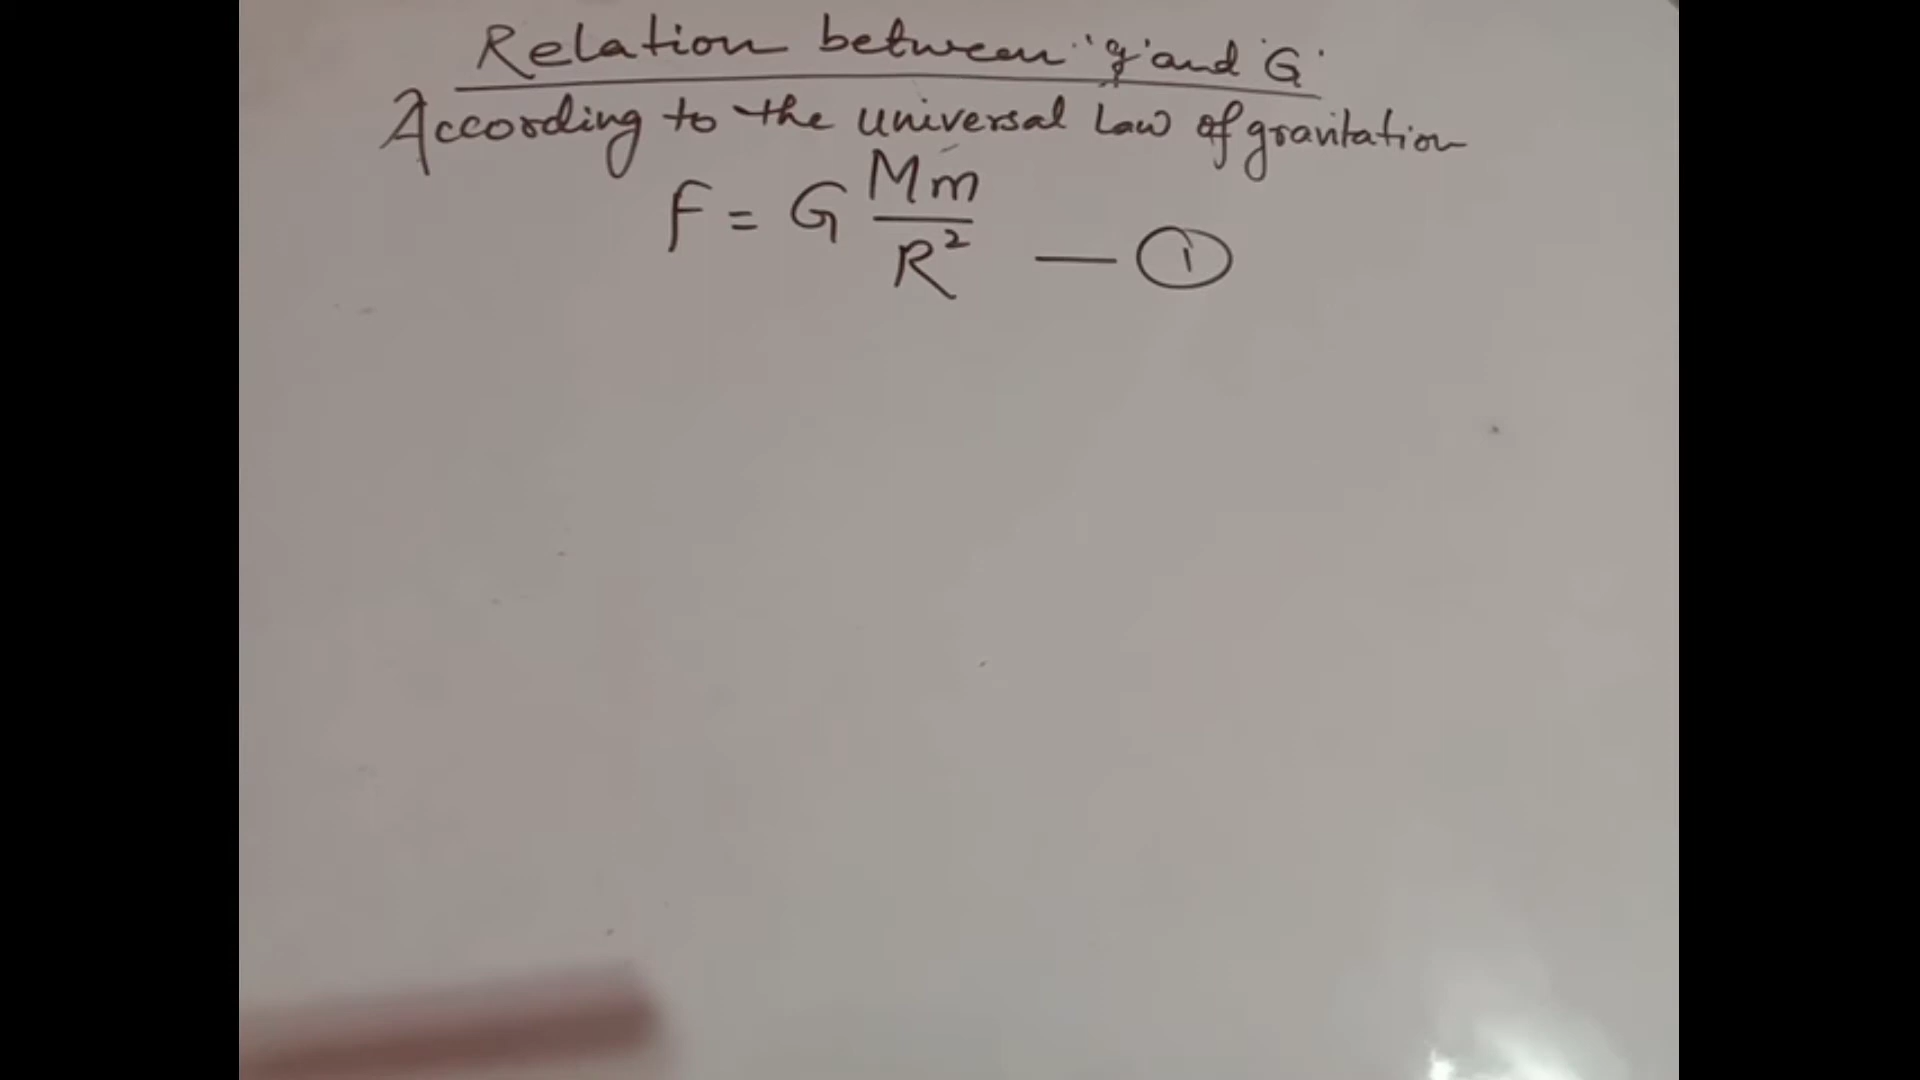 Relation between 'g' and 'G'
According to the universal Law of gravitation
F = G Mm/R² — ①